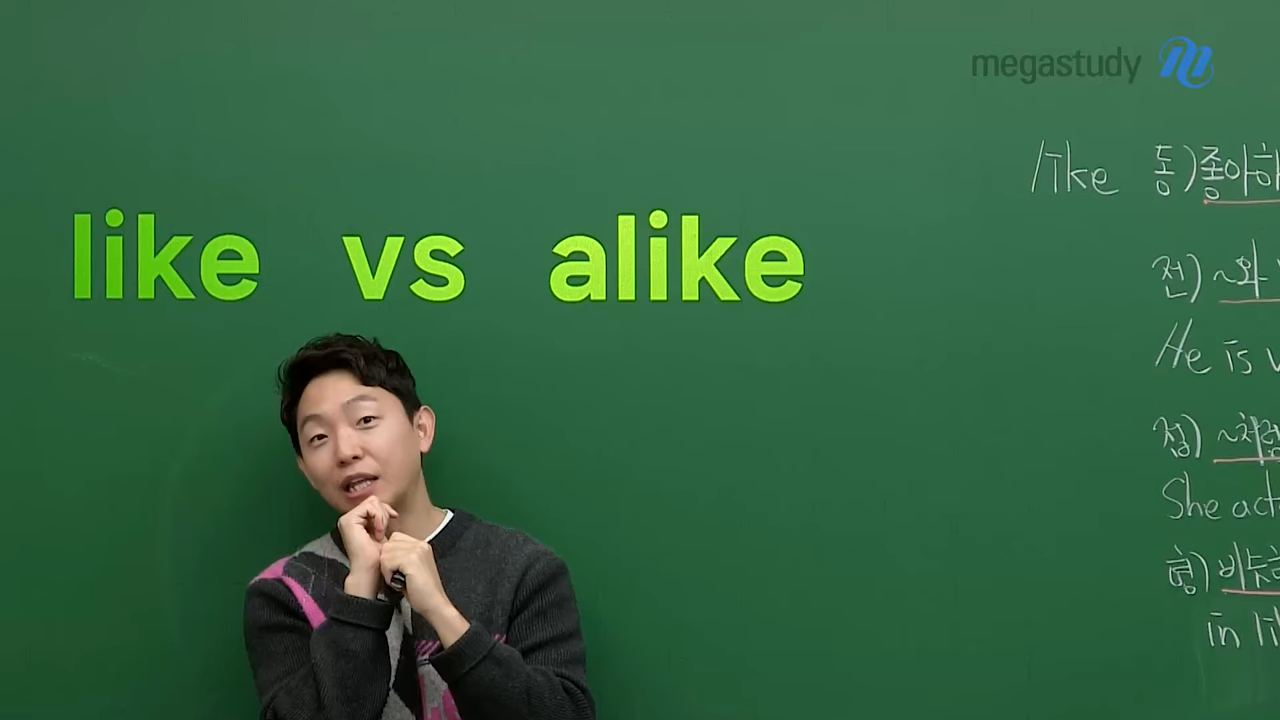 megastudy
like vs alike
like 동) 좋아하
전) ~와
He is
접) ~처럼
She act
형) 비슷한
in li